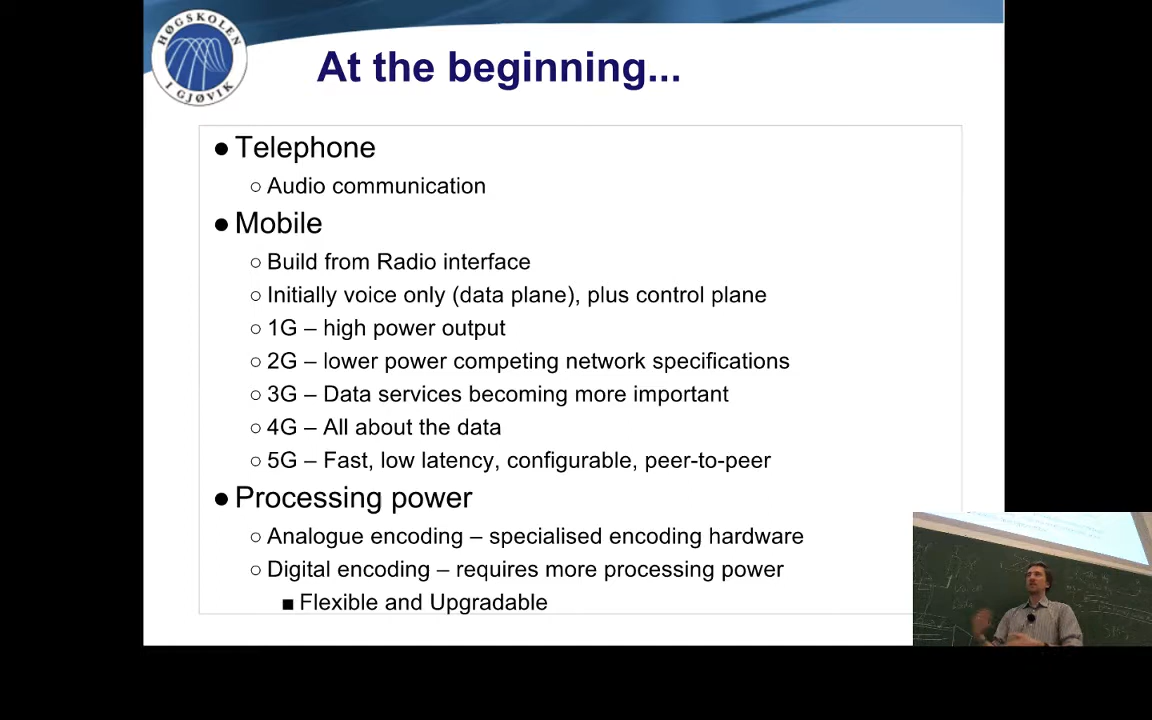 HØGSKOLEN
I GJØVIK
At the beginning...
● Telephone
○ Audio communication
● Mobile
○ Build from Radio interface
○ Initially voice only (data plane), plus control plane
○ 1G – high power output
○ 2G – lower power competing network specifications
○ 3G – Data services becoming more important
○ 4G – All about the data
○ 5G – Fast, low latency, configurable, peer-to-peer
● Processing power
○ Analogue encoding – specialised encoding hardware
○ Digital encoding – requires more processing power
■ Flexible and Upgradable